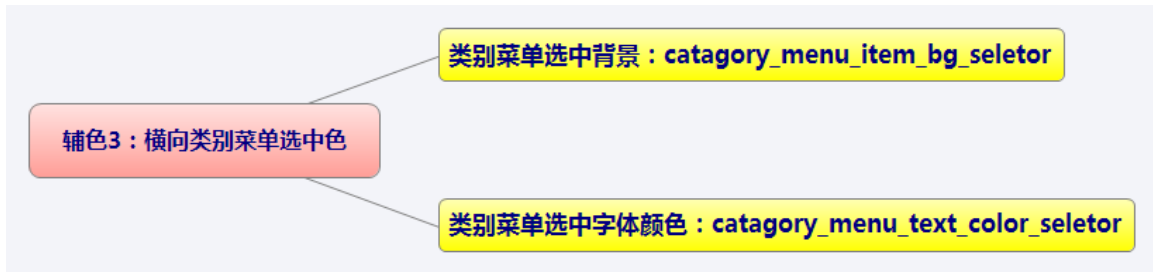 类别菜单选中背景：catagory_menu_item_bg_seletor
辅色3：横向类别菜单选中色
类别菜单选中字体颜色：catagory_menu_text_color_seletor